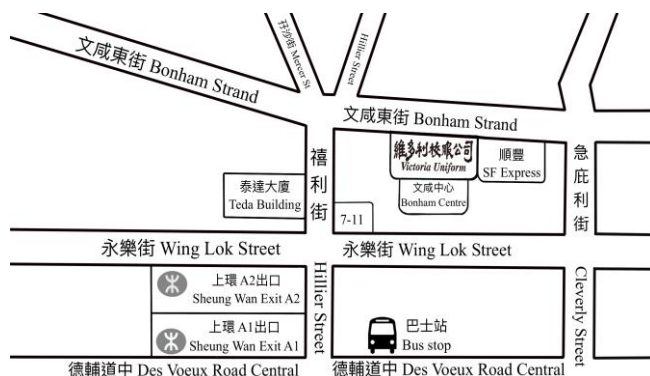 孖沙街 Mercer St
Hillier Street
文咸東街 Bonham Strand
文咸東街 Bonham Strand
維多利校服公司
Victoria Uniform
順豐
SF Express
文咸中心
Bonham Centre
禧利街
急庇利街
泰達大廈
Teda Building
7-11
永樂街 Wing Lok Street
永樂街 Wing Lok Street
上環 A2出口
Sheung Wan Exit A2
上環 A1出口
Sheung Wan Exit A1
Hillier Street
巴士站
Bus stop
Cleverly Street
德輔道中 Des Voeux Road Central
德輔道中 Des Voeux Road Central